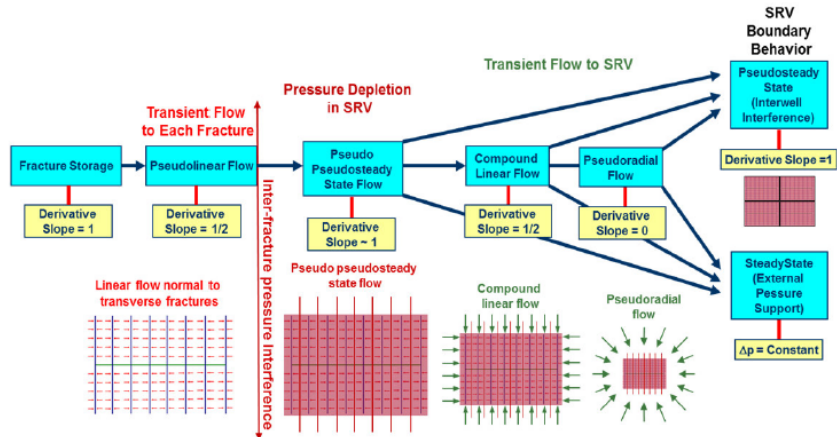 SRV
Boundary
Behavior
Transient Flow to SRV
Pressure Depletion
in SRV
Transient Flow
to Each Fracture
Pseudosteady
State
(Interwell
Interference)
Fracture Storage
Pseudolinear Flow
Pseudo
Pseudosteady
State Flow
Compound
Linear Flow
Pseudoradial
Flow
Derivative Slope =1
Derivative
Slope = 1
Derivative
Slope = 1/2
Derivative
Slope ~ 1
Derivative
Slope = 1/2
Derivative
Slope = 0
Inter-fracture pressure Interference
SteadyState
(External
Pessure
Support)
Δp = Constant
Linear flow normal to
transverse fractures
Pseudo pseudosteady
state flow
Compound
linear flow
Pseudoradial
flow